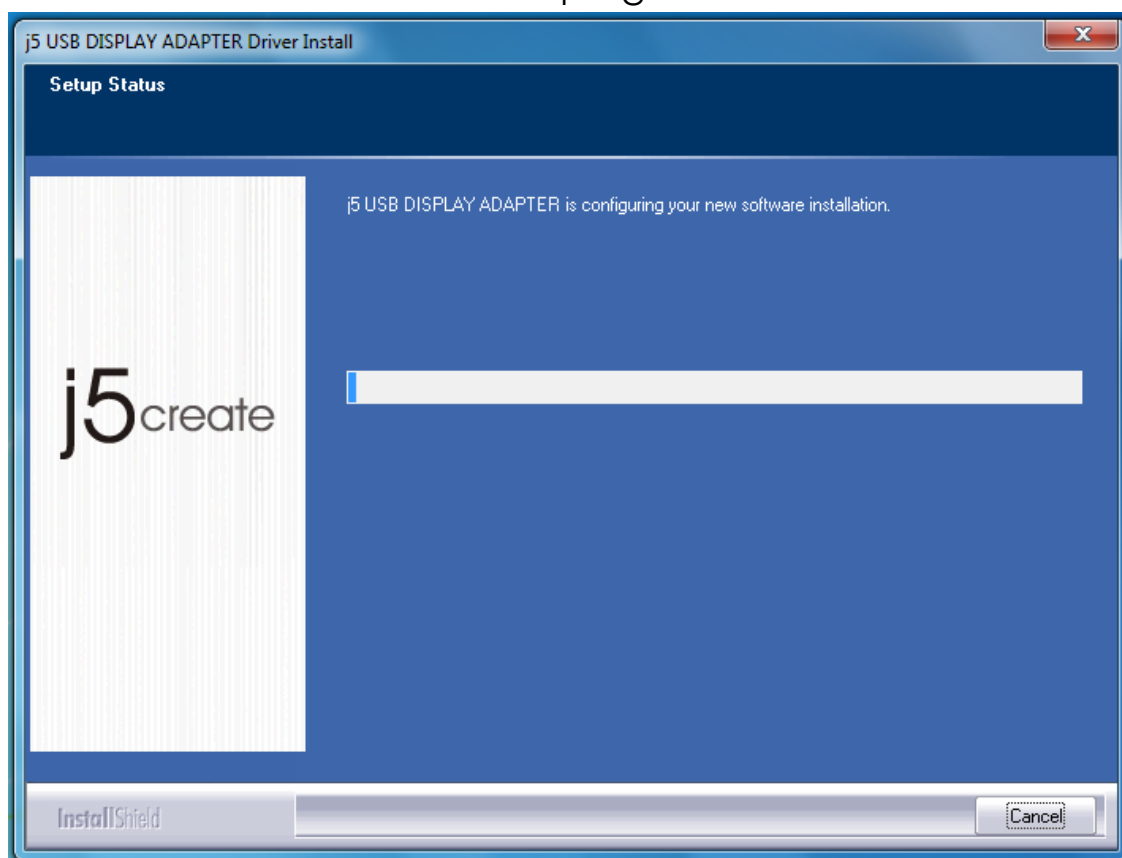 j5 USB DISPLAY ADAPTER Driver Install
Setup Status
j5 USB DISPLAY ADAPTER is configuring your new software installation.
j5create
InstallShield
Cancel